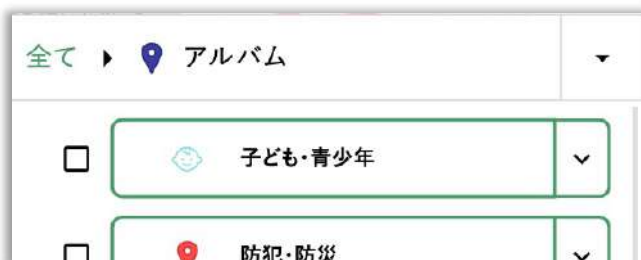 全て アルバム
子ども・青少年
防犯・防災